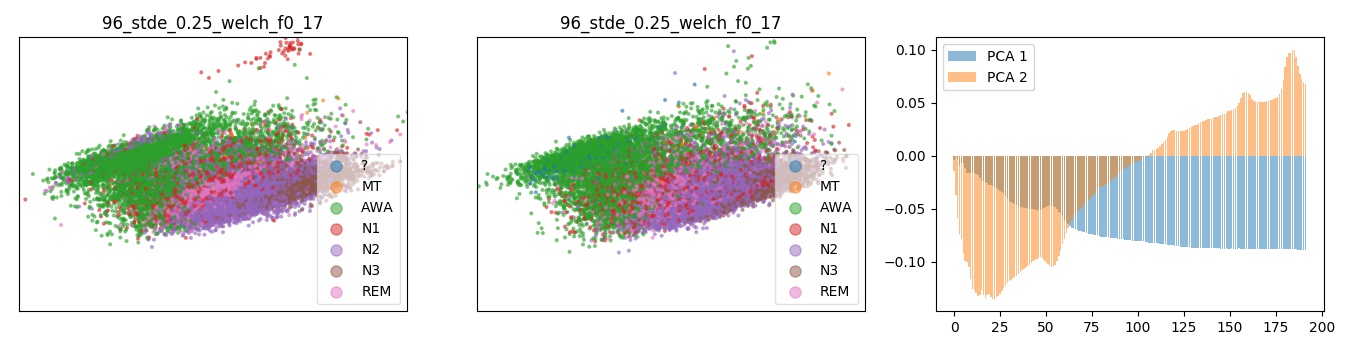 96_stde_0.25_welch_f0_17
?
MT
AWA
N1
N2
N3
REM
96_stde_0.25_welch_f0_17
?
MT
AWA
N1
N2
N3
REM
PCA 1
PCA 2
0.10
0.05
0.00
−0.05
−0.10
0 25 50 75 100 125 150 175 200